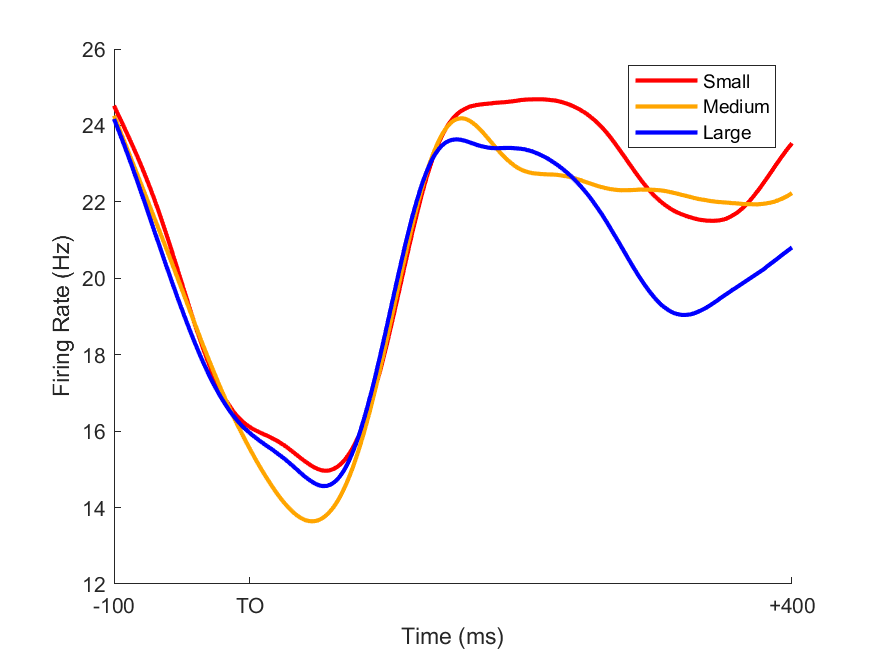 26
24
22
20
18
16
14
12
Firing Rate (Hz)
Small
Medium
Large
-100
TO
+400
Time (ms)